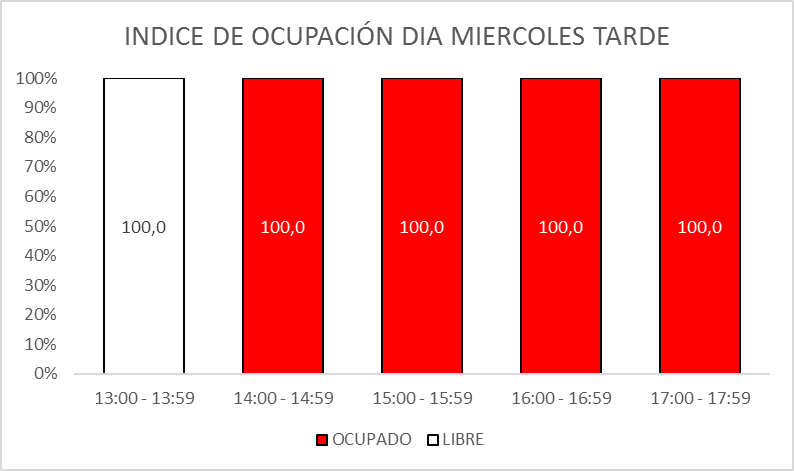 INDICE DE OCUPACIÓN DIA MIERCOLES TARDE
100%
90%
80%
70%
60%
50%
40%
30%
20%
10%
0%
100,0 100,0 100,0 100,0 100,0
13:00 - 13:59 14:00 - 14:59 15:00 - 15:59 16:00 - 16:59 17:00 - 17:59
OCUPADO LIBRE